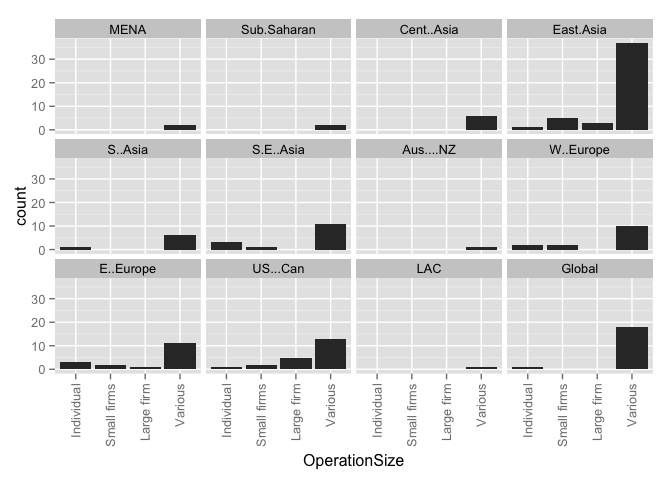 MENA Sub.Saharan Cent..Asia East.Asia
30
20
10
0
S..Asia S.E..Asia Aus....NZ W..Europe
30
20
10
0
count
E..Europe US...Can LAC Global
30
20
10
0
Individual Small firms Large firm Various Individual Small firms Large firm Various Individual Small firms Large firm Various Individual Small firms Large firm Various
OperationSize